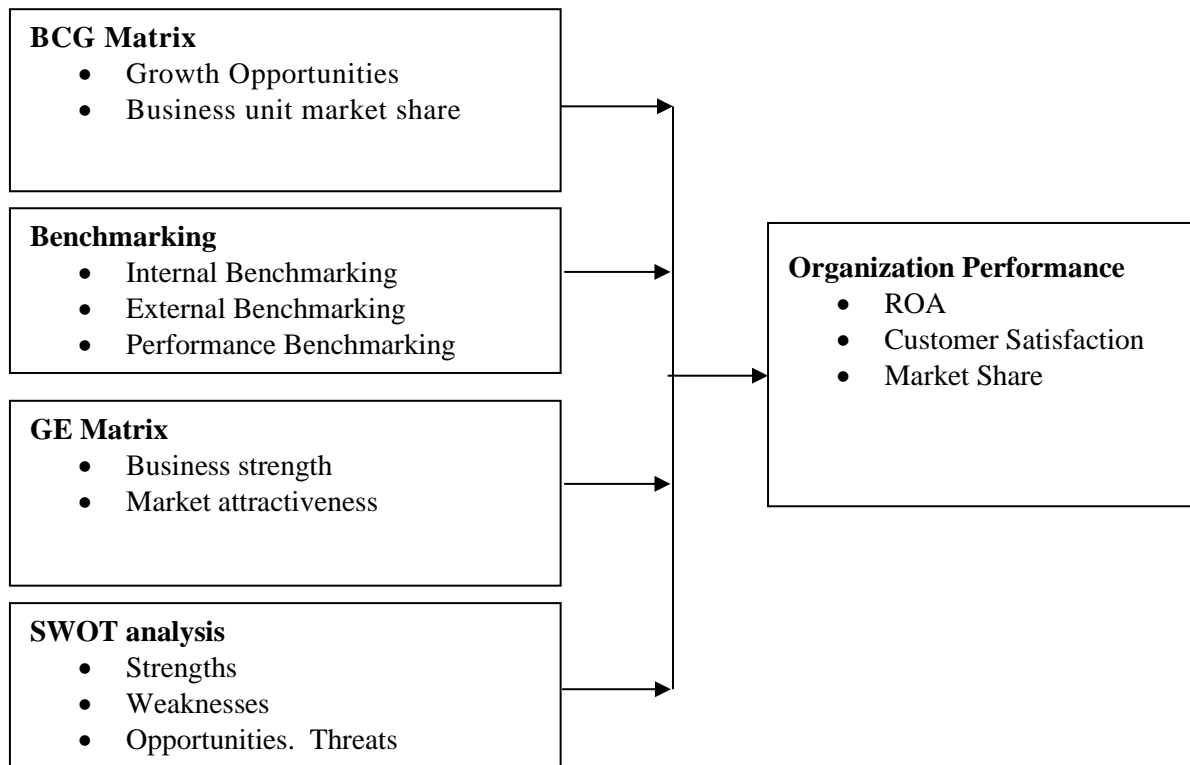 BCG Matrix
• Growth Opportunities
• Business unit market share
Benchmarking
• Internal Benchmarking
• External Benchmarking
• Performance Benchmarking
GE Matrix
• Business strength
• Market attractiveness
SWOT analysis
• Strengths
• Weaknesses
• Opportunities.  Threats
Organization Performance
• ROA
• Customer Satisfaction
• Market Share